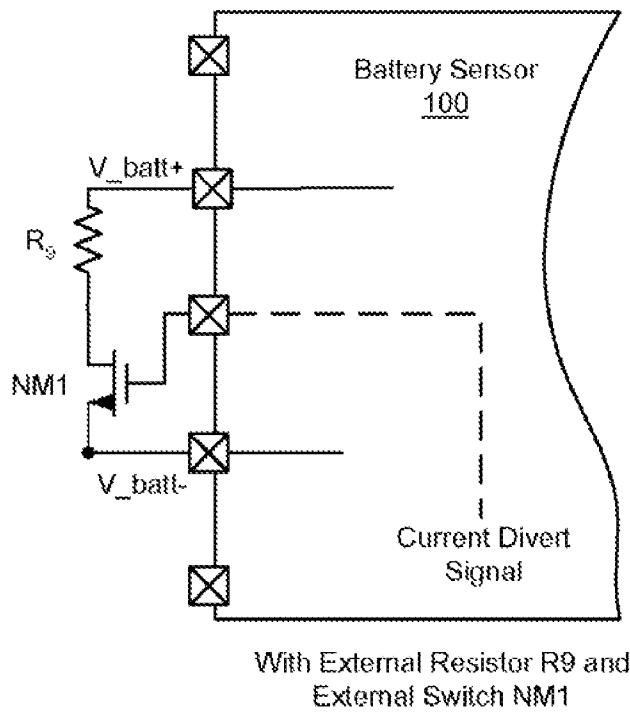 Battery Sensor
100
V_batt+
R₉
NM1
V_batt-
Current Divert
Signal
With External Resistor R9 and
External Switch NM1